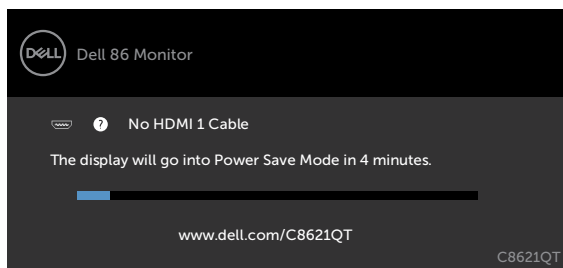 DELL
Dell 86 Monitor
? No HDMI 1 Cable
The display will go into Power Save Mode in 4 minutes.
www.dell.com/C8621QT
C8621QT